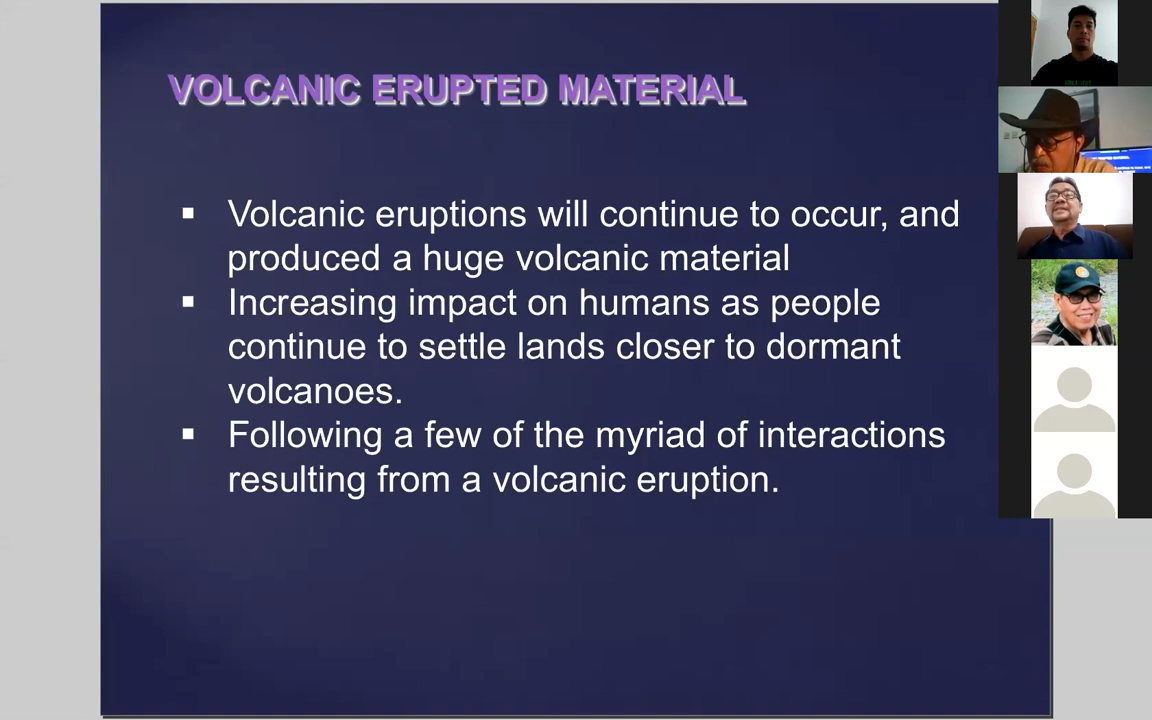 VOLCANIC ERUPTED MATERIAL
▪ Volcanic eruptions will continue to occur, and
produced a huge volcanic material
▪ Increasing impact on humans as people
continue to settle lands closer to dormant
volcanoes.
▪ Following a few of the myriad of interactions
resulting from a volcanic eruption.